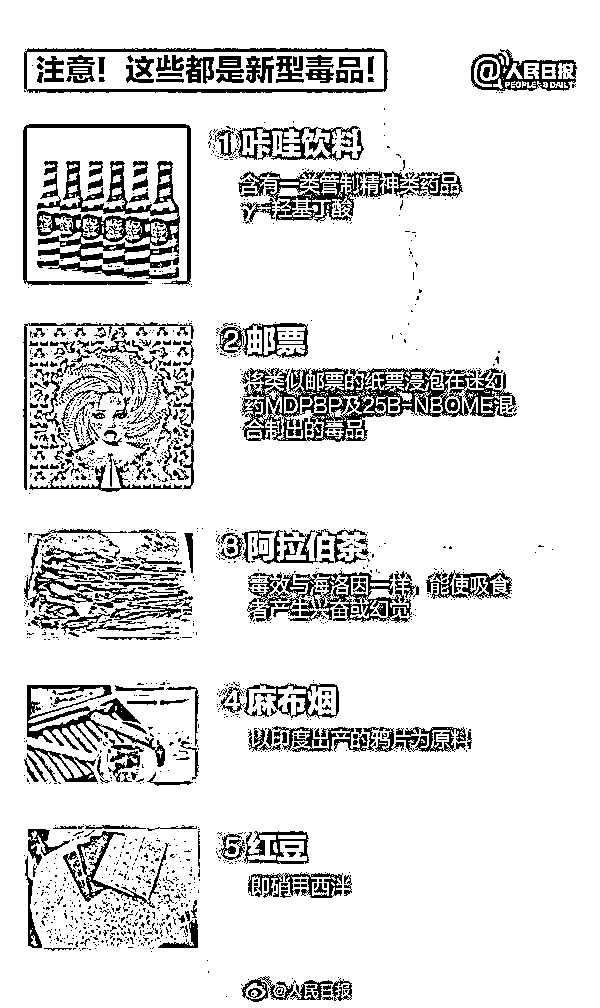 注意！这些都是新型毒品！
@人民日报
PEOPLE'S DAILY
①咔哇饮料
含有一类管制精神类药品
γ-羟基丁酸
②邮票
将类似邮票的纸票浸泡在迷幻
药MDPBP及25B-NBOME混
合制出的毒品
③阿拉伯茶
毒效与海洛因一样，能使吸食
者产生兴奋或幻觉
④麻布烟
以印度出产的鸦片为原料
⑤红豆
即硝甲西泮
@人民日报